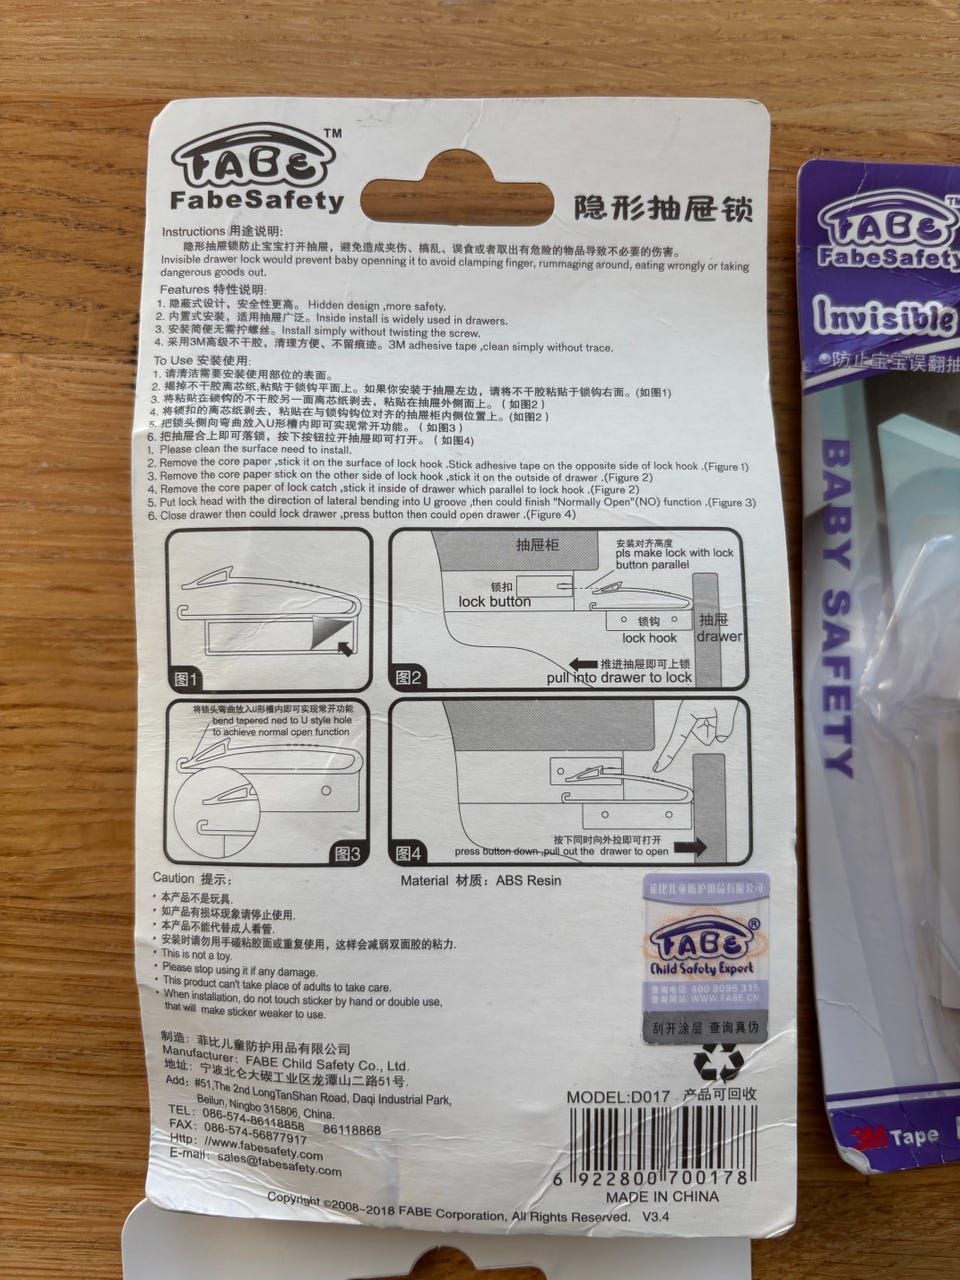 FABE TM
FabeSafety
隐形抽屉锁
Instructions 用途说明:
隐形抽屉锁防止宝宝打开抽屉，避免造成夹伤、搞乱、误食或者取出有危险的物品导致不必要的伤害。
Invisible drawer lock would prevent baby openning it to avoid clamping finger, rummaging around, eating wrongly or taking
dangerous goods out.
Features 特性说明:
1. 隐蔽式设计，安全性更高。 Hidden design ,more safety.
2. 内置式安装，适用抽屉广泛。Inside install is widely used in drawers.
3. 安装简便无需拧螺丝。Install simply without twisting the screw.
4. 采用3M高级不干胶，清理方便、不留痕迹。3M adhesive tape ,clean simply without trace.
To Use 安装使用:
1. 请清洁需要安装使用部位的表面。
2. 揭掉不干胶离芯纸,粘贴于锁钩平面上。如果你安装于抽屉左边，请将不干胶粘贴于锁钩右面。(如图1)
3. 将粘贴在锁钩的不干胶另一面离芯纸剥去，粘贴在抽屉外侧面上。（如图2）
4. 将锁扣的离芯纸剥去，粘贴在与锁钩钩位对齐的抽屉柜内侧位置上。(如图2）
5. 把锁头侧向弯曲放入U形槽内即可实现常开功能。（如图3）
6. 把抽屉合上即可落锁，按下按钮拉开抽屉即可打开。（如图4)
1. Please clean the surface need to install.
2. Remove the core paper ,stick it on the surface of lock hook .Stick adhesive tape on the opposite side of lock hook .(Figure 1)
3. Remove the core paper stick on the other side of lock hook ,stick it on the outside of drawer .(Figure 2)
4. Remove the core paper of lock catch ,stick it inside of drawer which parallel to lock hook .(Figure 2)
5. Put lock head with the direction of lateral bending into U groove ,then could finish "Normally Open"(NO) function .(Figure 3)
6. Close drawer then could lock drawer ,press button then could open drawer .(Figure 4)
图1
抽屉柜
安装对齐高度
pls make lock with lock
button parallel
锁扣
lock button
锁钩
lock hook
抽屉
drawer
推进抽屉即可上锁
pull into drawer to lock
图2
将锁头弯曲放入U形槽内即可实现常开功能
bend tapered ned to U style hole
to achieve normal open function
图3
按下同时向外拉即可打开
press button down ,pull out the drawer to open
图4
Caution 提示：
• 本产品不是玩具.
• 如产品有损坏现象请停止使用.
• 本产品不能代替成人看管.
• 安装时请勿用手碰粘胶面或重复使用，这样会减弱双面胶的粘力.
• This is not a toy.
• Please stop using it if any damage.
• This product can't take place of adults to take care.
• When installation, do not touch sticker by hand or double use,
that will make sticker weaker to use.
Material 材质：ABS Resin
菲比儿童防护用品有限公司
FABE ®
Child Safety Expert
查询电话: 400 8095 315
查询网站: WWW.FABE.CN
刮开涂层 查询真伪
制造：菲比儿童防护用品有限公司
Manufacturer：FABE Child Safety Co., Ltd.
地址：宁波北仑大碶工业区龙潭山二路51号.
Add：#51,The 2nd LongTanShan Road, Daqi Industrial Park,
Beilun, Ningbo 315806, China.
TEL：086-574-86118858 86118868
FAX：086-574-56877917
Http：//www.fabesafety.com
E-mail：sales@fabesafety.com
MODEL:D017 产品可回收
6 922800 700178
MADE IN CHINA
Copyright ©2008-2018 FABE Corporation, All Rights Reserved. V3.4
FABE TM
FabeSafety
Invisible
防止宝宝误翻抽
BABY SAFETY
3M Tape